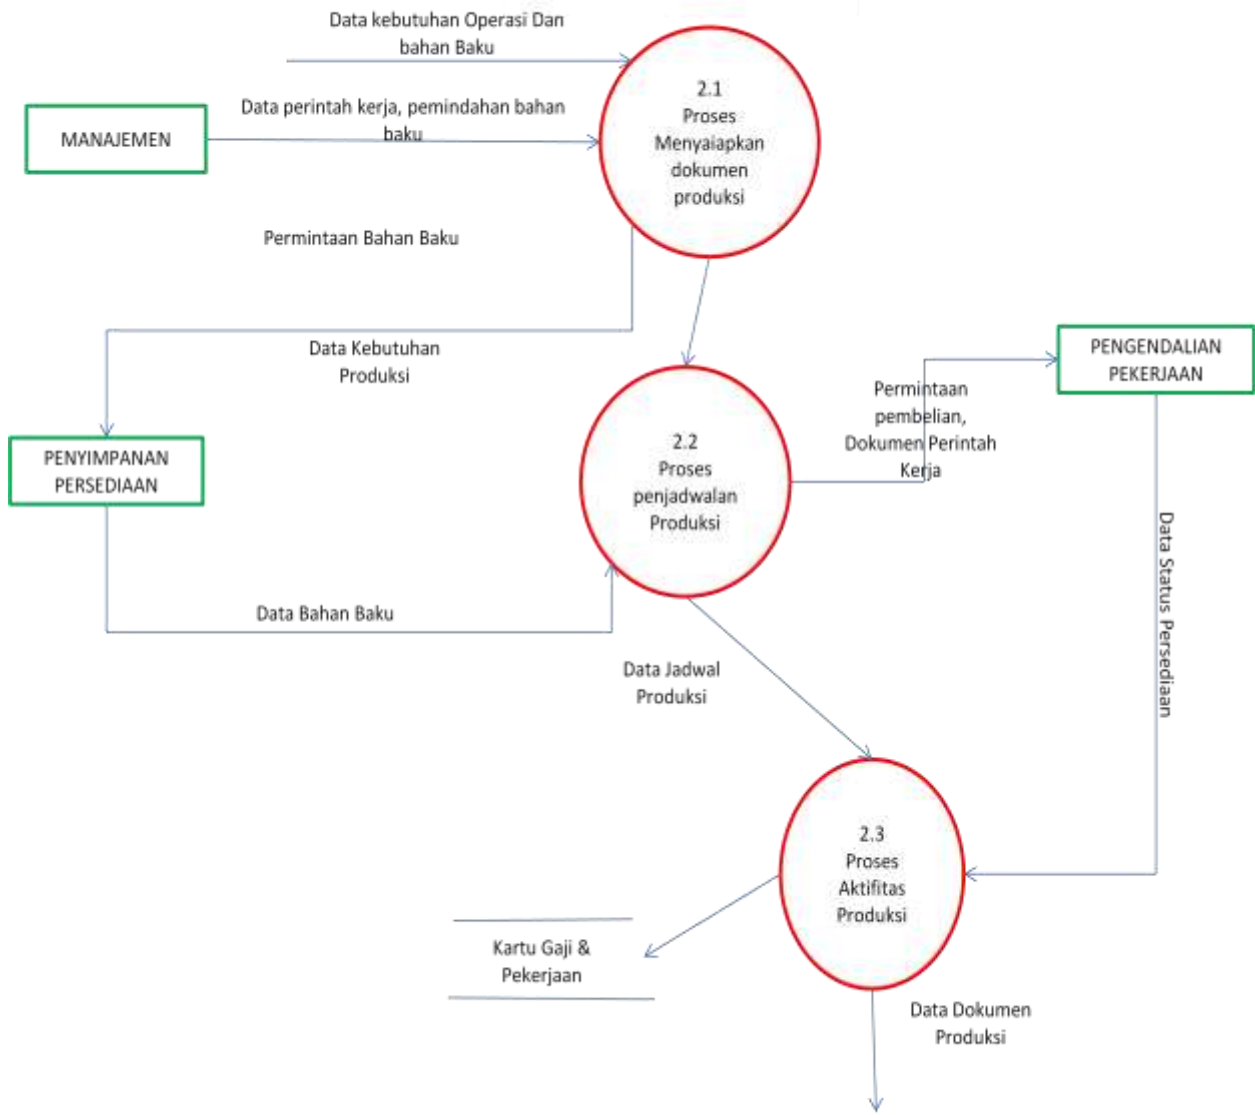 Data kebutuhan Operasi Dan
bahan Baku
2.1
Proses
Menyaiapkan
dokumen
produksi
Data perintah kerja, pemindahan bahan
baku
MANAJEMEN
Permintaan Bahan Baku
Data Kebutuhan
Produksi
PENGENDALIAN
PEKERJAAN
Permintaan
pembelian,
Dokumen Perintah
Kerja
2.2
Proses
penjadwalan
Produksi
PENYIMPANAN
PERSEDIAAN
Data Status Persediaan
Data Bahan Baku
Data Jadwal
Produksi
2.3
Proses
Aktifitas
Produksi
Kartu Gaji &
Pekerjaan
Data Dokumen
Produksi